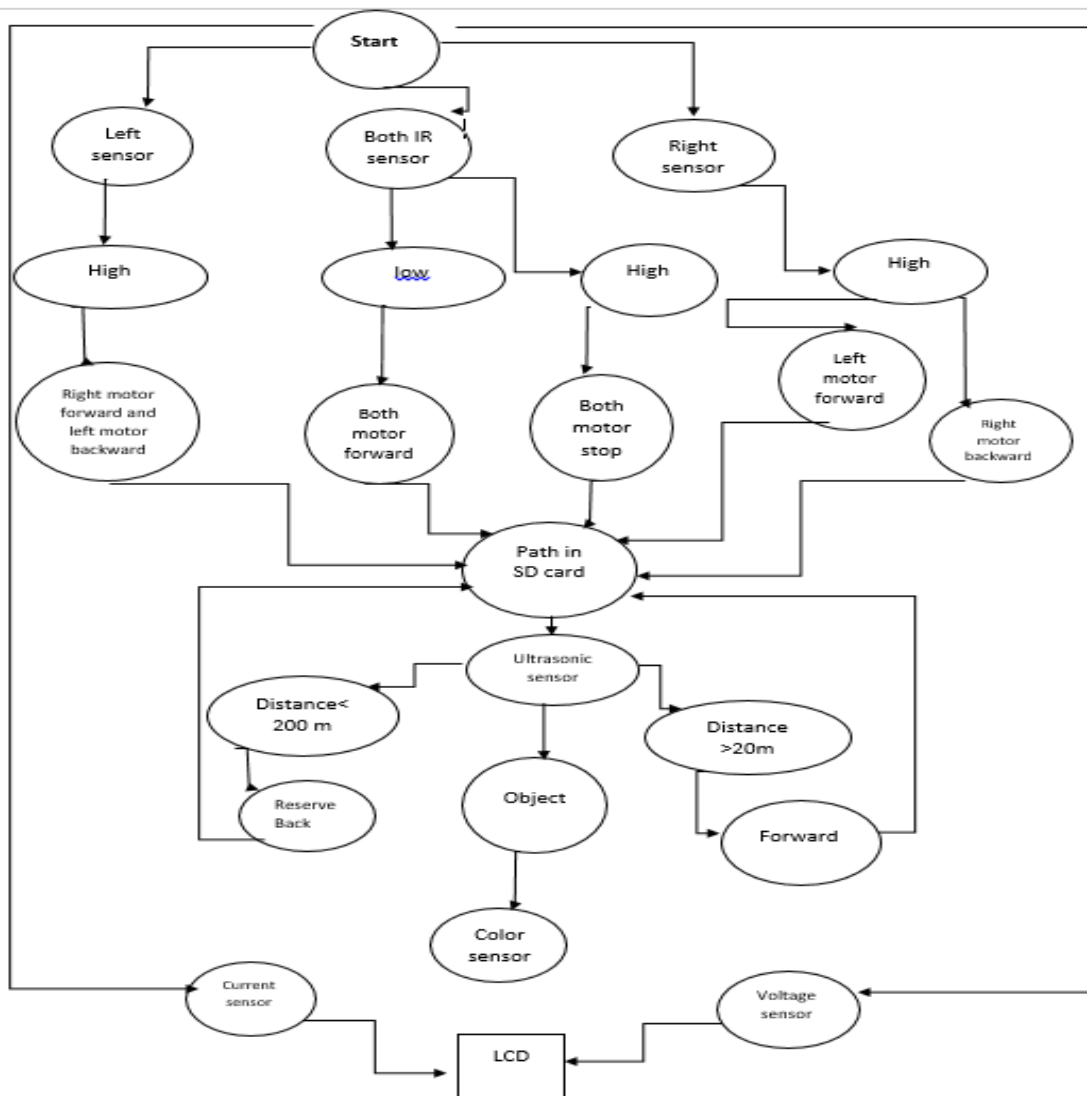 Start
Left
sensor
Both IR
sensor
Right
sensor
High
low
High
High
Right motor
forward and
left motor
backward
Both
motor
forward
Both
motor
stop
Left
motor
forward
Right
motor
backward
Path in
SD card
Ultrasonic
sensor
Distance<
200 m
Distance
>20m
Reserve
Back
Object
Forward
Color
sensor
Current
sensor
Voltage
sensor
LCD